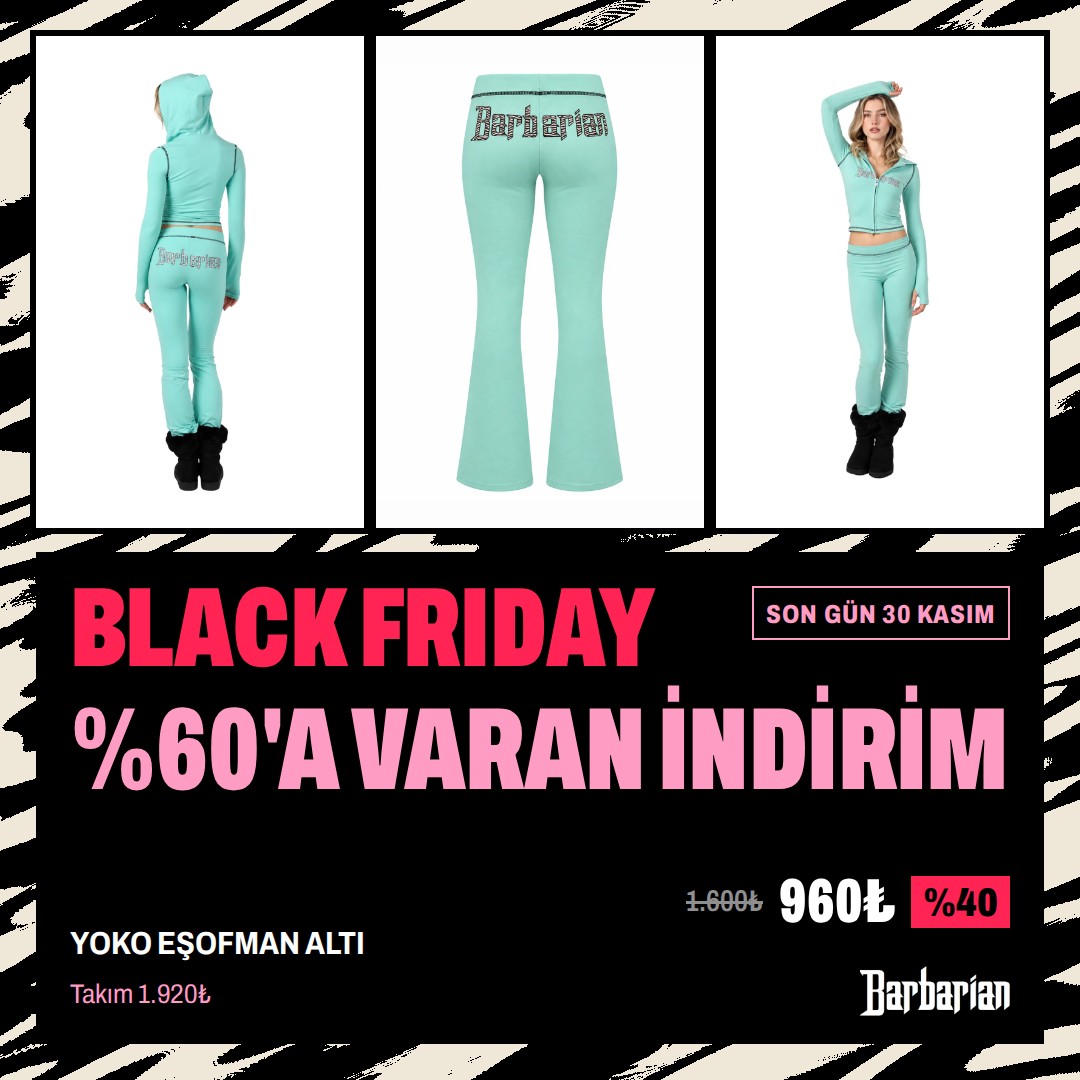 Barbarian
Barbarian
Barbarian
BLACK FRIDAY
SON GÜN 30 KASIM
%60'A VARAN İNDİRİM
1.600₺ 960₺ %40
YOKO EŞOFMAN ALTI
Takım 1.920₺
Barbarian